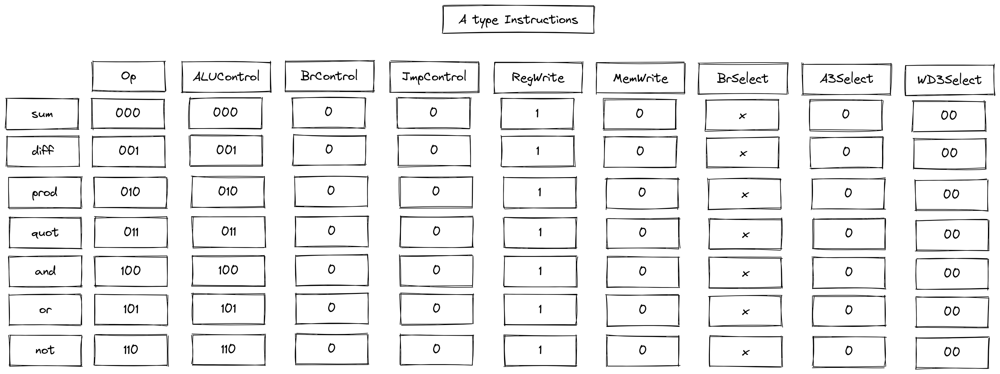 A type Instructions
Op ALUControl BrControl JmpControl RegWrite MemWrite BrSelect A3Select WD3Select
sum 000 000 0 0 1 0 x 0 00
diff 001 001 0 0 1 0 x 0 00
prod 010 010 0 0 1 0 x 0 00
quot 011 011 0 0 1 0 x 0 00
and 100 100 0 0 1 0 x 0 00
or 101 101 0 0 1 0 x 0 00
not 110 110 0 0 1 0 x 0 00